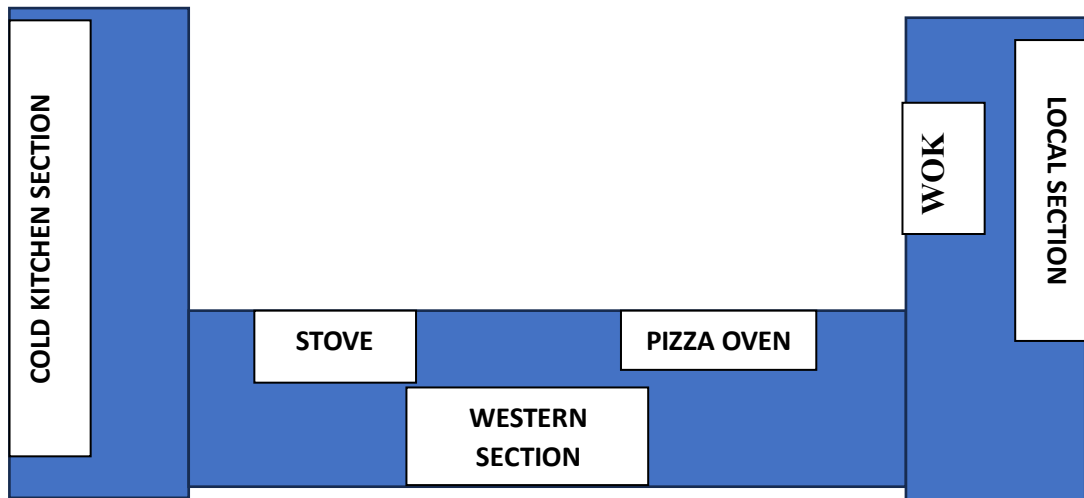 COLD KITCHEN SECTION
STOVE
PIZZA OVEN
WESTERN
SECTION
WOK
LOCAL SECTION